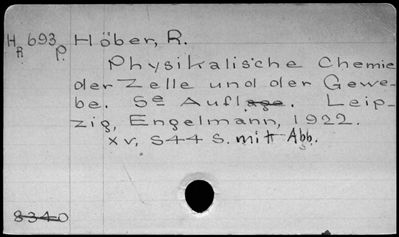 H 693 Höber, R.
R P. Physikalische Chemie
der Zelle und der Gewe-
be. 5e Auflage. Leip-
zig, Engelmann, 1922.
xv, 544 S. mit Abb.
8340